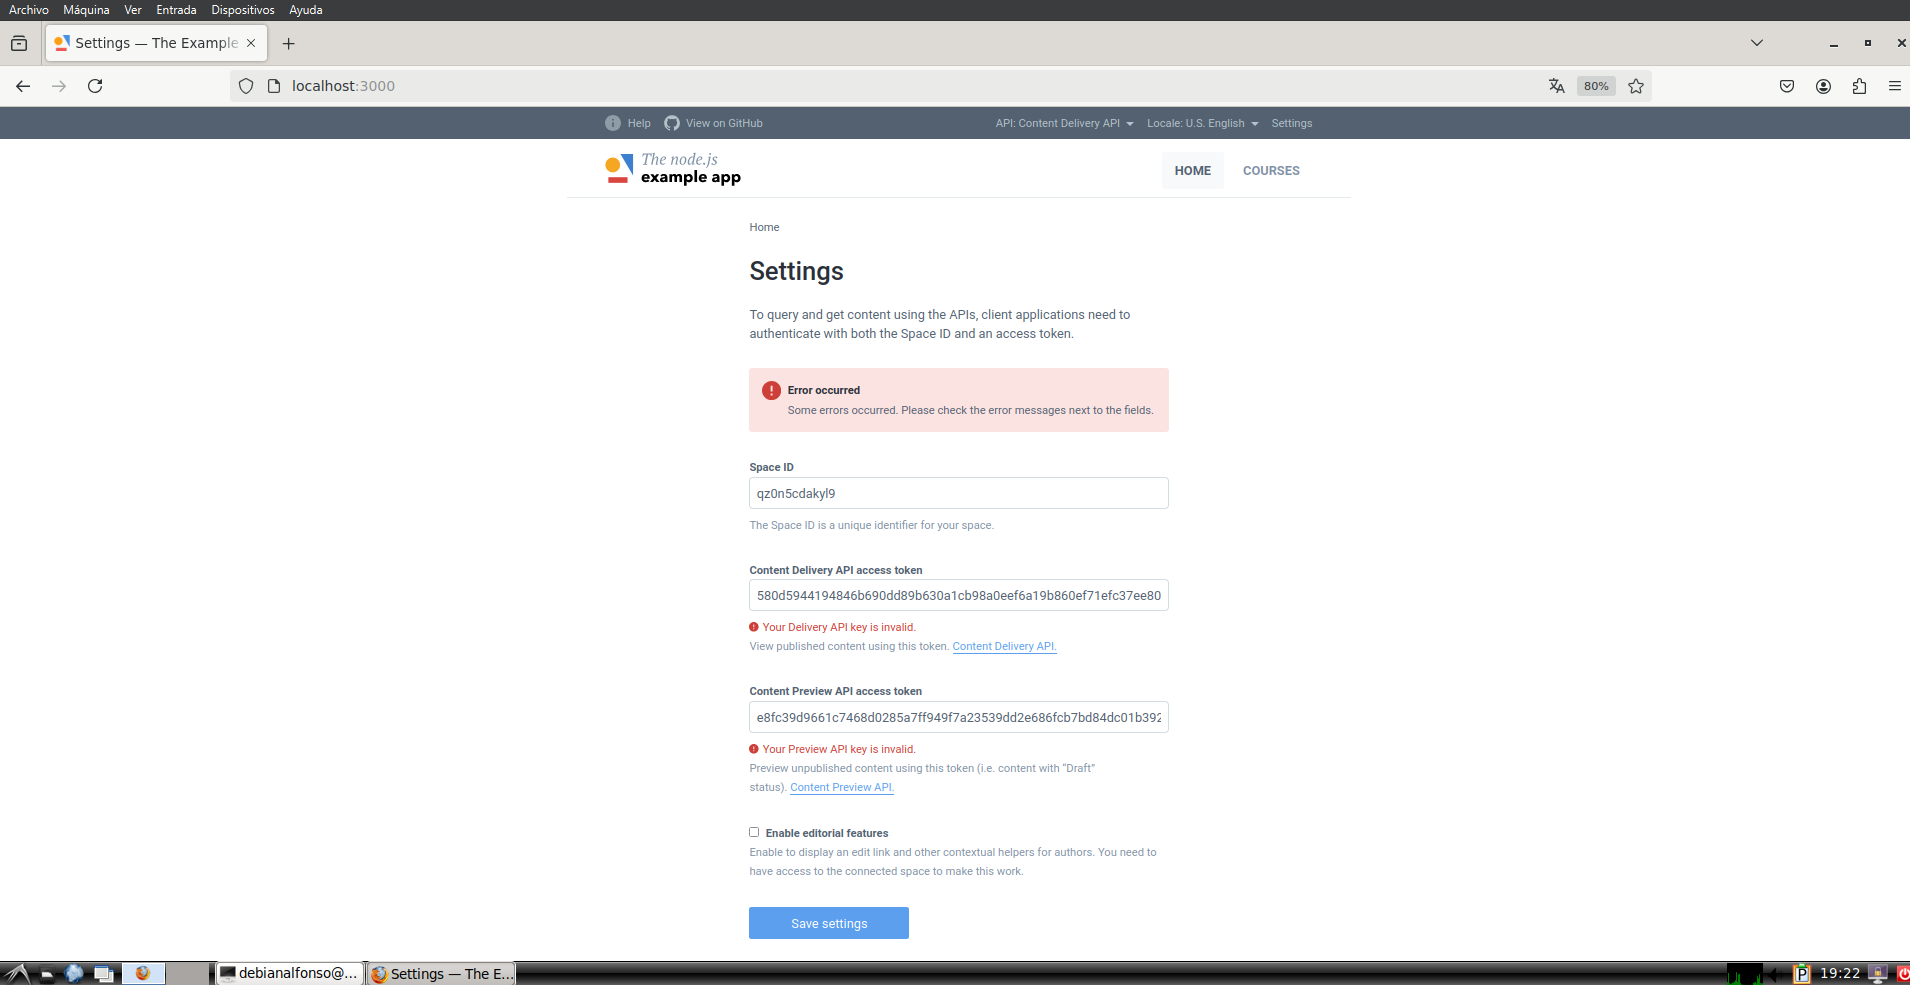 Archivo Máquina Ver Entrada Dispositivos Ayuda
Settings — The Example
localhost:3000
80%
Help View on GitHub API: Content Delivery API Locale: U.S. English Settings
The node.js
example app
HOME COURSES
Home
Settings
To query and get content using the APIs, client applications need to
authenticate with both the Space ID and an access token.
Error occurred
Some errors occurred. Please check the error messages next to the fields.
Space ID
qz0n5cdakyl9
The Space ID is a unique identifier for your space.
Content Delivery API access token
580d5944194846b690dd89b630a1cb98a0eef6a19b860ef71efc37ee80
Your Delivery API key is invalid.
View published content using this token. Content Delivery API.
Content Preview API access token
e8fc39d9661c7468d0285a7ff949f7a23539dd2e686fcb7bd84dc01b392
Your Preview API key is invalid.
Preview unpublished content using this token (i.e. content with “Draft”
status). Content Preview API.
Enable editorial features
Enable to display an edit link and other contextual helpers for authors. You need to
have access to the connected space to make this work.
Save settings
debianalfonso@... Settings — The E... P 19:22